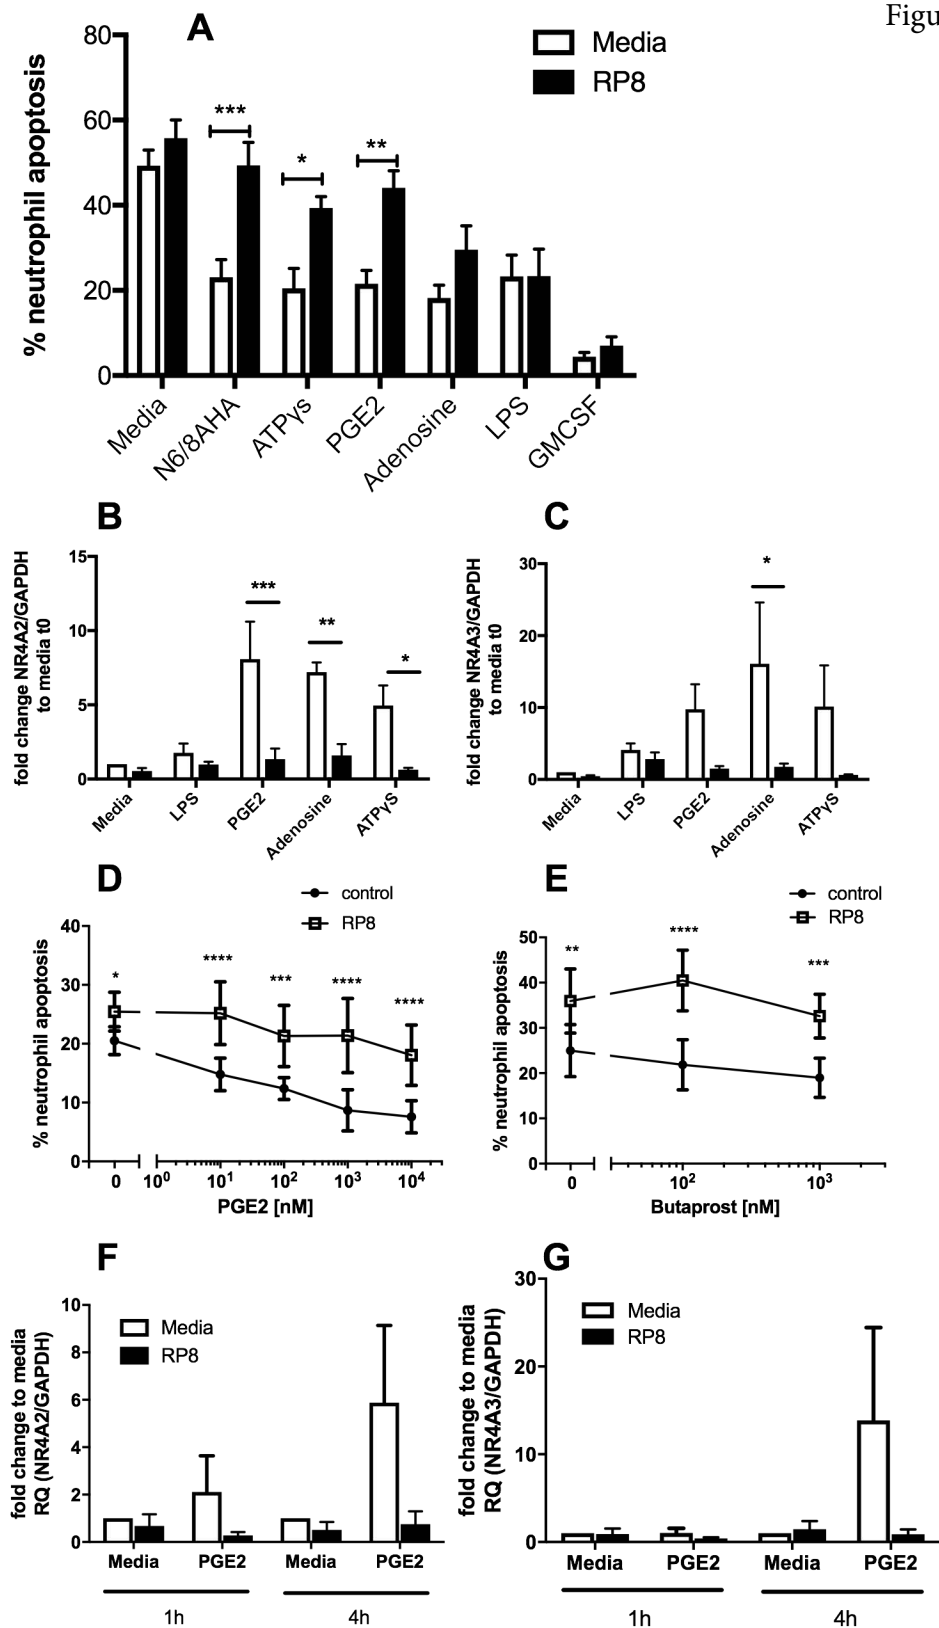 Figu
A
Media
RP8
% neutrophil apoptosis
80
60
40
20
0
***
*
**
Media
N6/8AHA
ATPγs
PGE2
Adenosine
LPS
GMCSF
B
fold change NR4A2/GAPDH
to media t0
15
10
5
0
***
**
*
Media
LPS
PGE2
Adenosine
ATPγS
C
fold change NR4A3/GAPDH
to media t0
30
20
10
0
*
Media
LPS
PGE2
Adenosine
ATPγS
D
control
RP8
% neutrophil apoptosis
40
30
20
10
0
*
****
***
****
****
0 10⁰ 10¹ 10² 10³ 10⁴
PGE2 [nM]
E
control
RP8
% neutrophil apoptosis
50
40
30
20
10
0
**
****
***
0 10² 10³
Butaprost [nM]
F
Media
RP8
fold change to media
RQ (NR4A2/GAPDH)
10
8
6
4
2
0
Media PGE2 Media PGE2
1h 4h
G
Media
RP8
fold change to media
RQ (NR4A3/GAPDH)
30
20
10
0
Media PGE2 Media PGE2
1h 4h